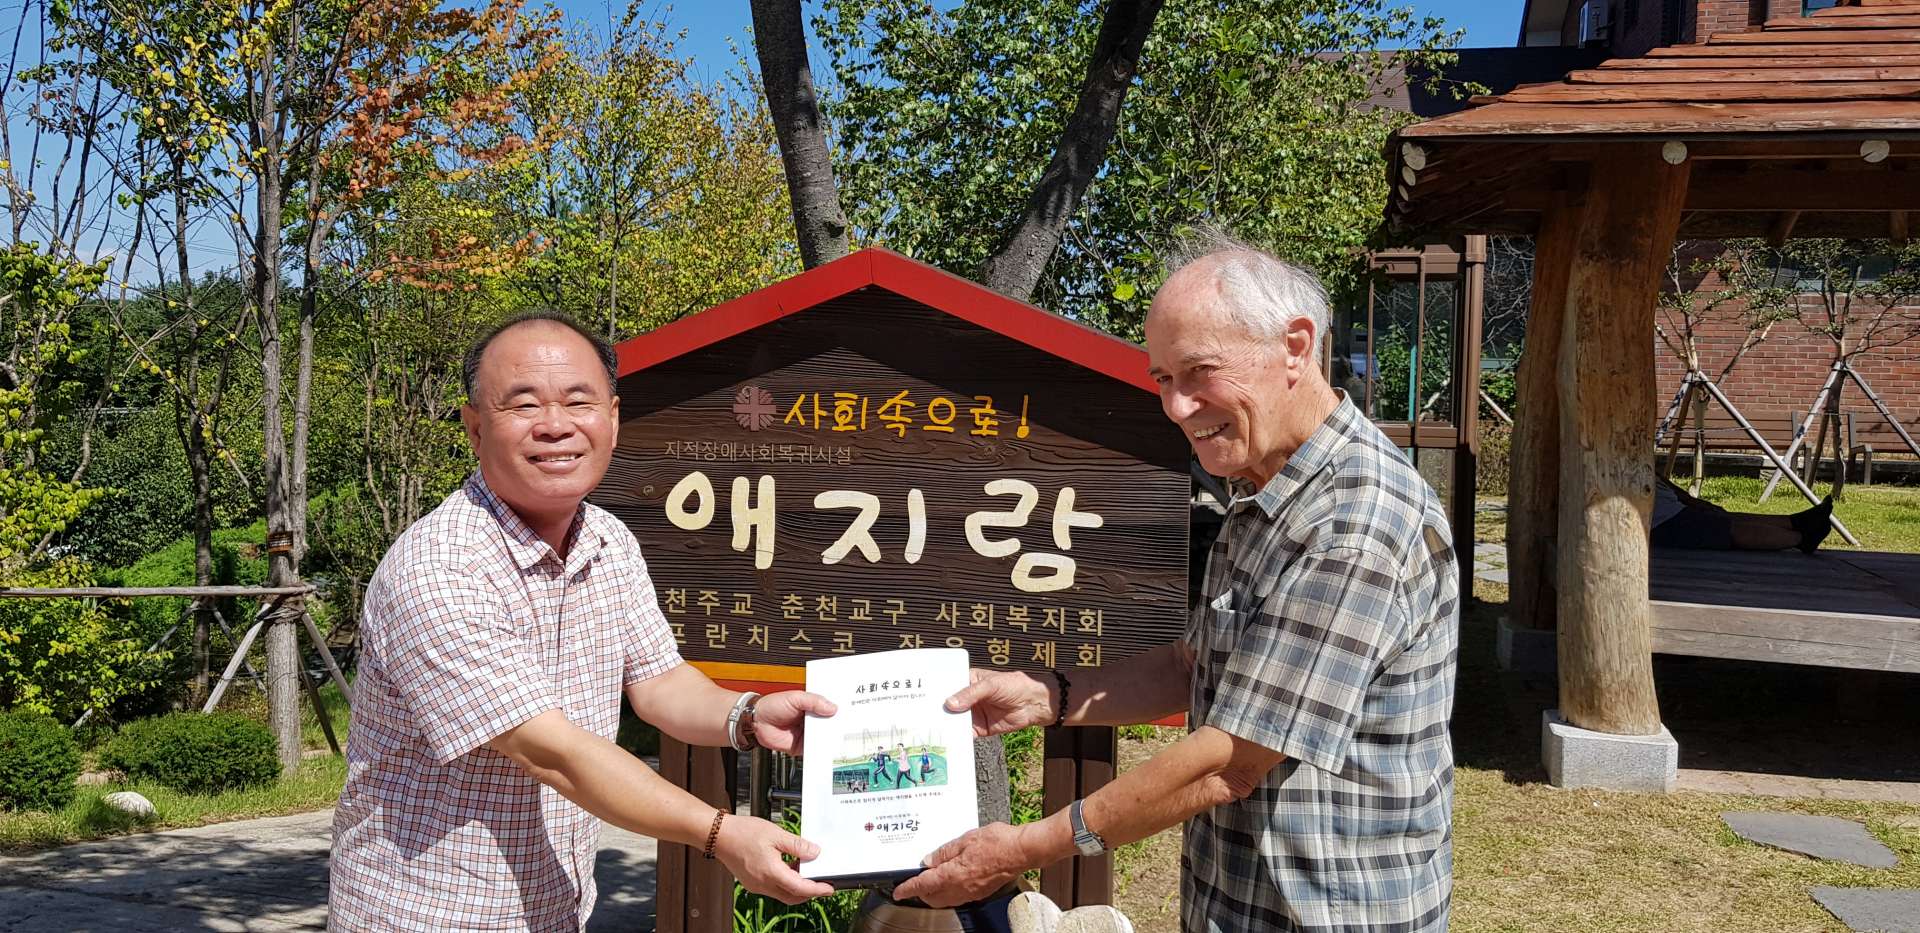 사회속으로!
지적장애사회복귀시설
애지람
천주교 춘천교구 사회복지회
프란치스코 작은형제회
사회속으로!
애지람